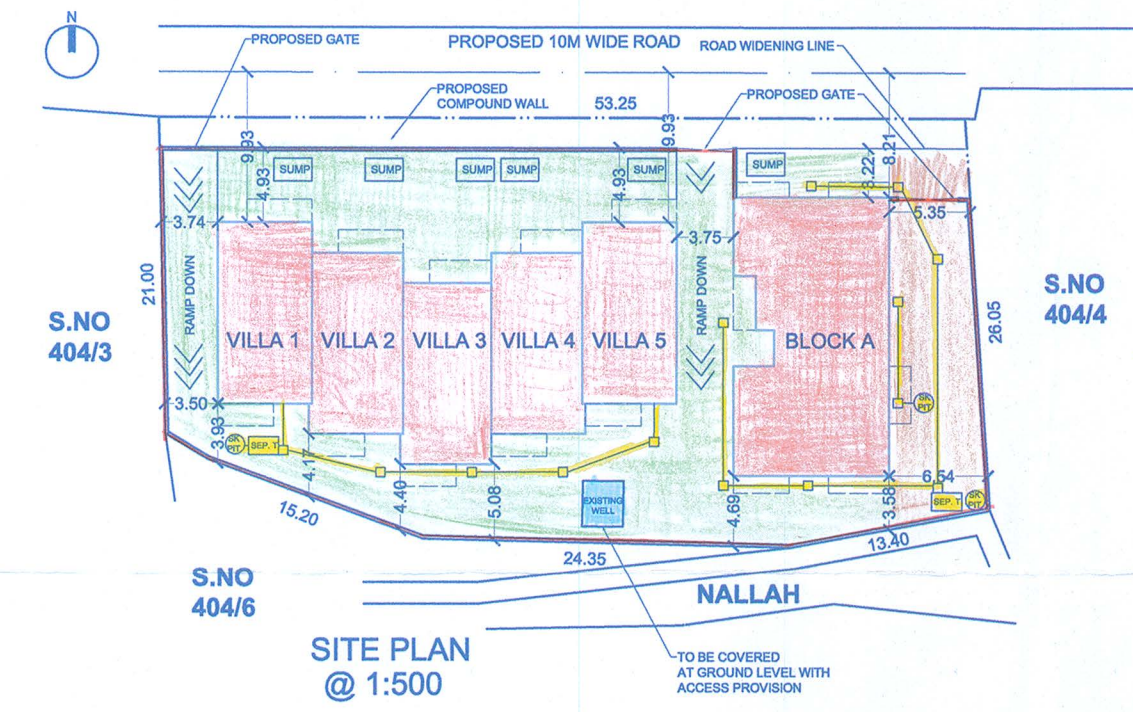 N
PROPOSED GATE
PROPOSED 10M WIDE ROAD
ROAD WIDENING LINE
PROPOSED
COMPOUND WALL
53.25
PROPOSED GATE
9.93
9.93
8.21
4.93
4.93
3.22
SUMP
SUMP
SUMP
SUMP
SUMP
SUMP
3.74
3.75
5.35
21.00
RAMP DOWN
RAMP DOWN
26.05
S.NO
404/3
S.NO
404/4
VILLA 1
VILLA 2
VILLA 3
VILLA 4
VILLA 5
BLOCK A
3.50
3.93
SK
PIT
SEP. T
4.17
4.40
5.08
4.69
3.58
6.54
SK
PIT
SEP. T
SK
PIT
EXISTING
WELL
15.20
24.35
13.40
S.NO
404/6
NALLAH
SITE PLAN
@ 1:500
TO BE COVERED
AT GROUND LEVEL WITH
ACCESS PROVISION